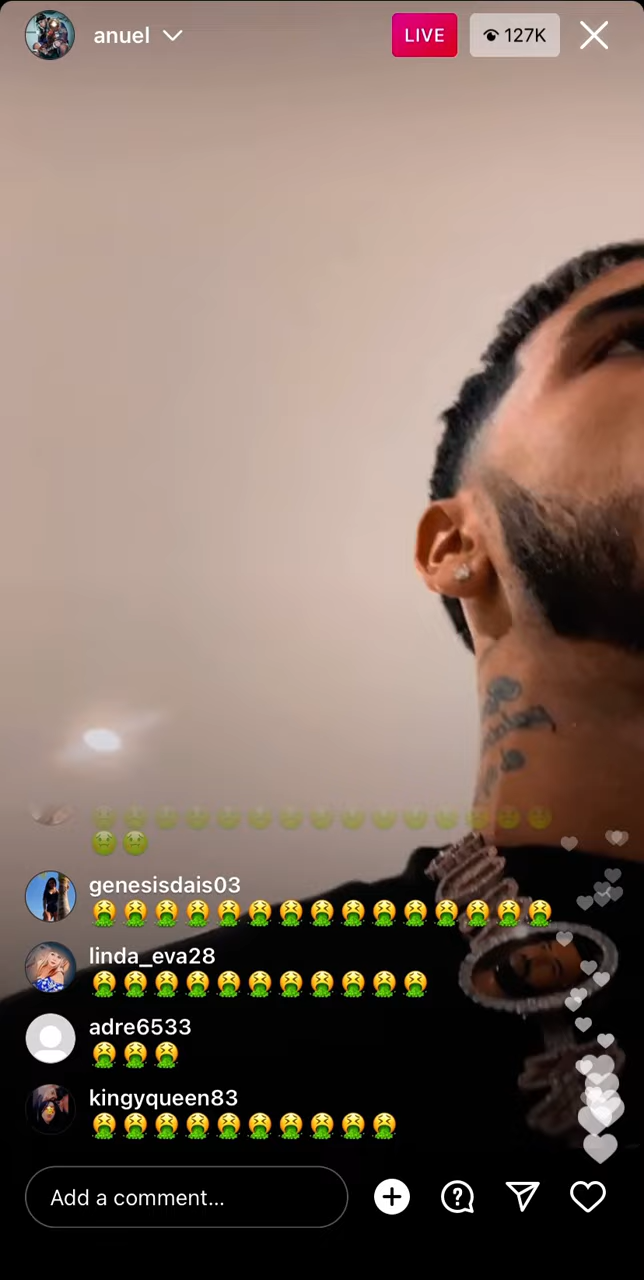 anuel
LIVE
127K
🤢🤢🤢🤢🤢🤢🤢🤢🤢🤢🤢🤢🤢🤢🤢
🤢🤢
genesisdais03
🤮🤮🤮🤮🤮🤮🤮🤮🤮🤮🤮🤮🤮🤮🤮
linda_eva28
🤮🤮🤮🤮🤮🤮🤮🤮🤮🤮🤮
adre6533
🤮🤮🤮
kingyqueen83
🤮🤮🤮🤮🤮🤮🤮🤮🤮🤮
Add a comment...